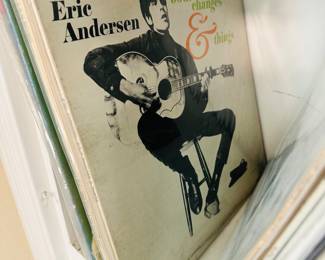 Eric
Andersen
changes
& things